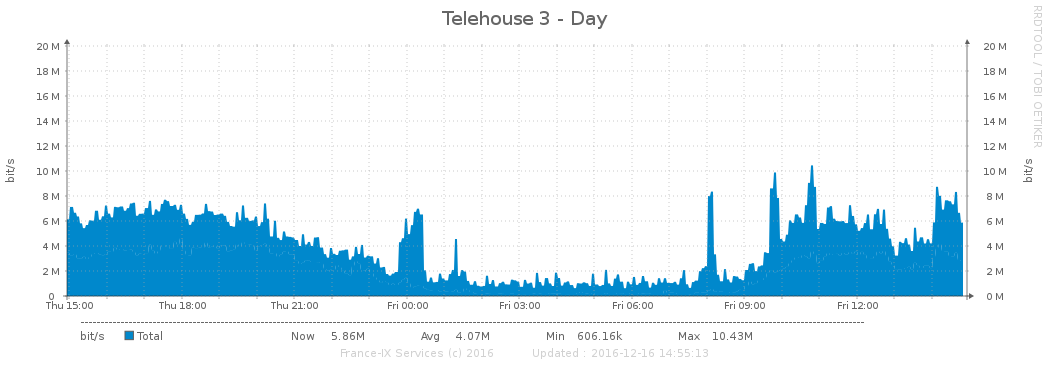 Telehouse 3 - Day
RRDTOOL / TOBI OETIKER
bit/s
20 M 20 M
18 M 18 M
16 M 16 M
14 M 14 M
12 M 12 M
10 M 10 M
8 M 8 M
6 M 6 M
4 M 4 M
2 M 2 M
0 0 M
bit/s
Thu 15:00 Thu 18:00 Thu 21:00 Fri 00:00 Fri 03:00 Fri 06:00 Fri 09:00 Fri 12:00
bit/s Total Now 5.86M Avg 4.07M Min 606.16k Max 10.43M
France-IX Services (c) 2016 Updated : 2016-12-16 14:55:13